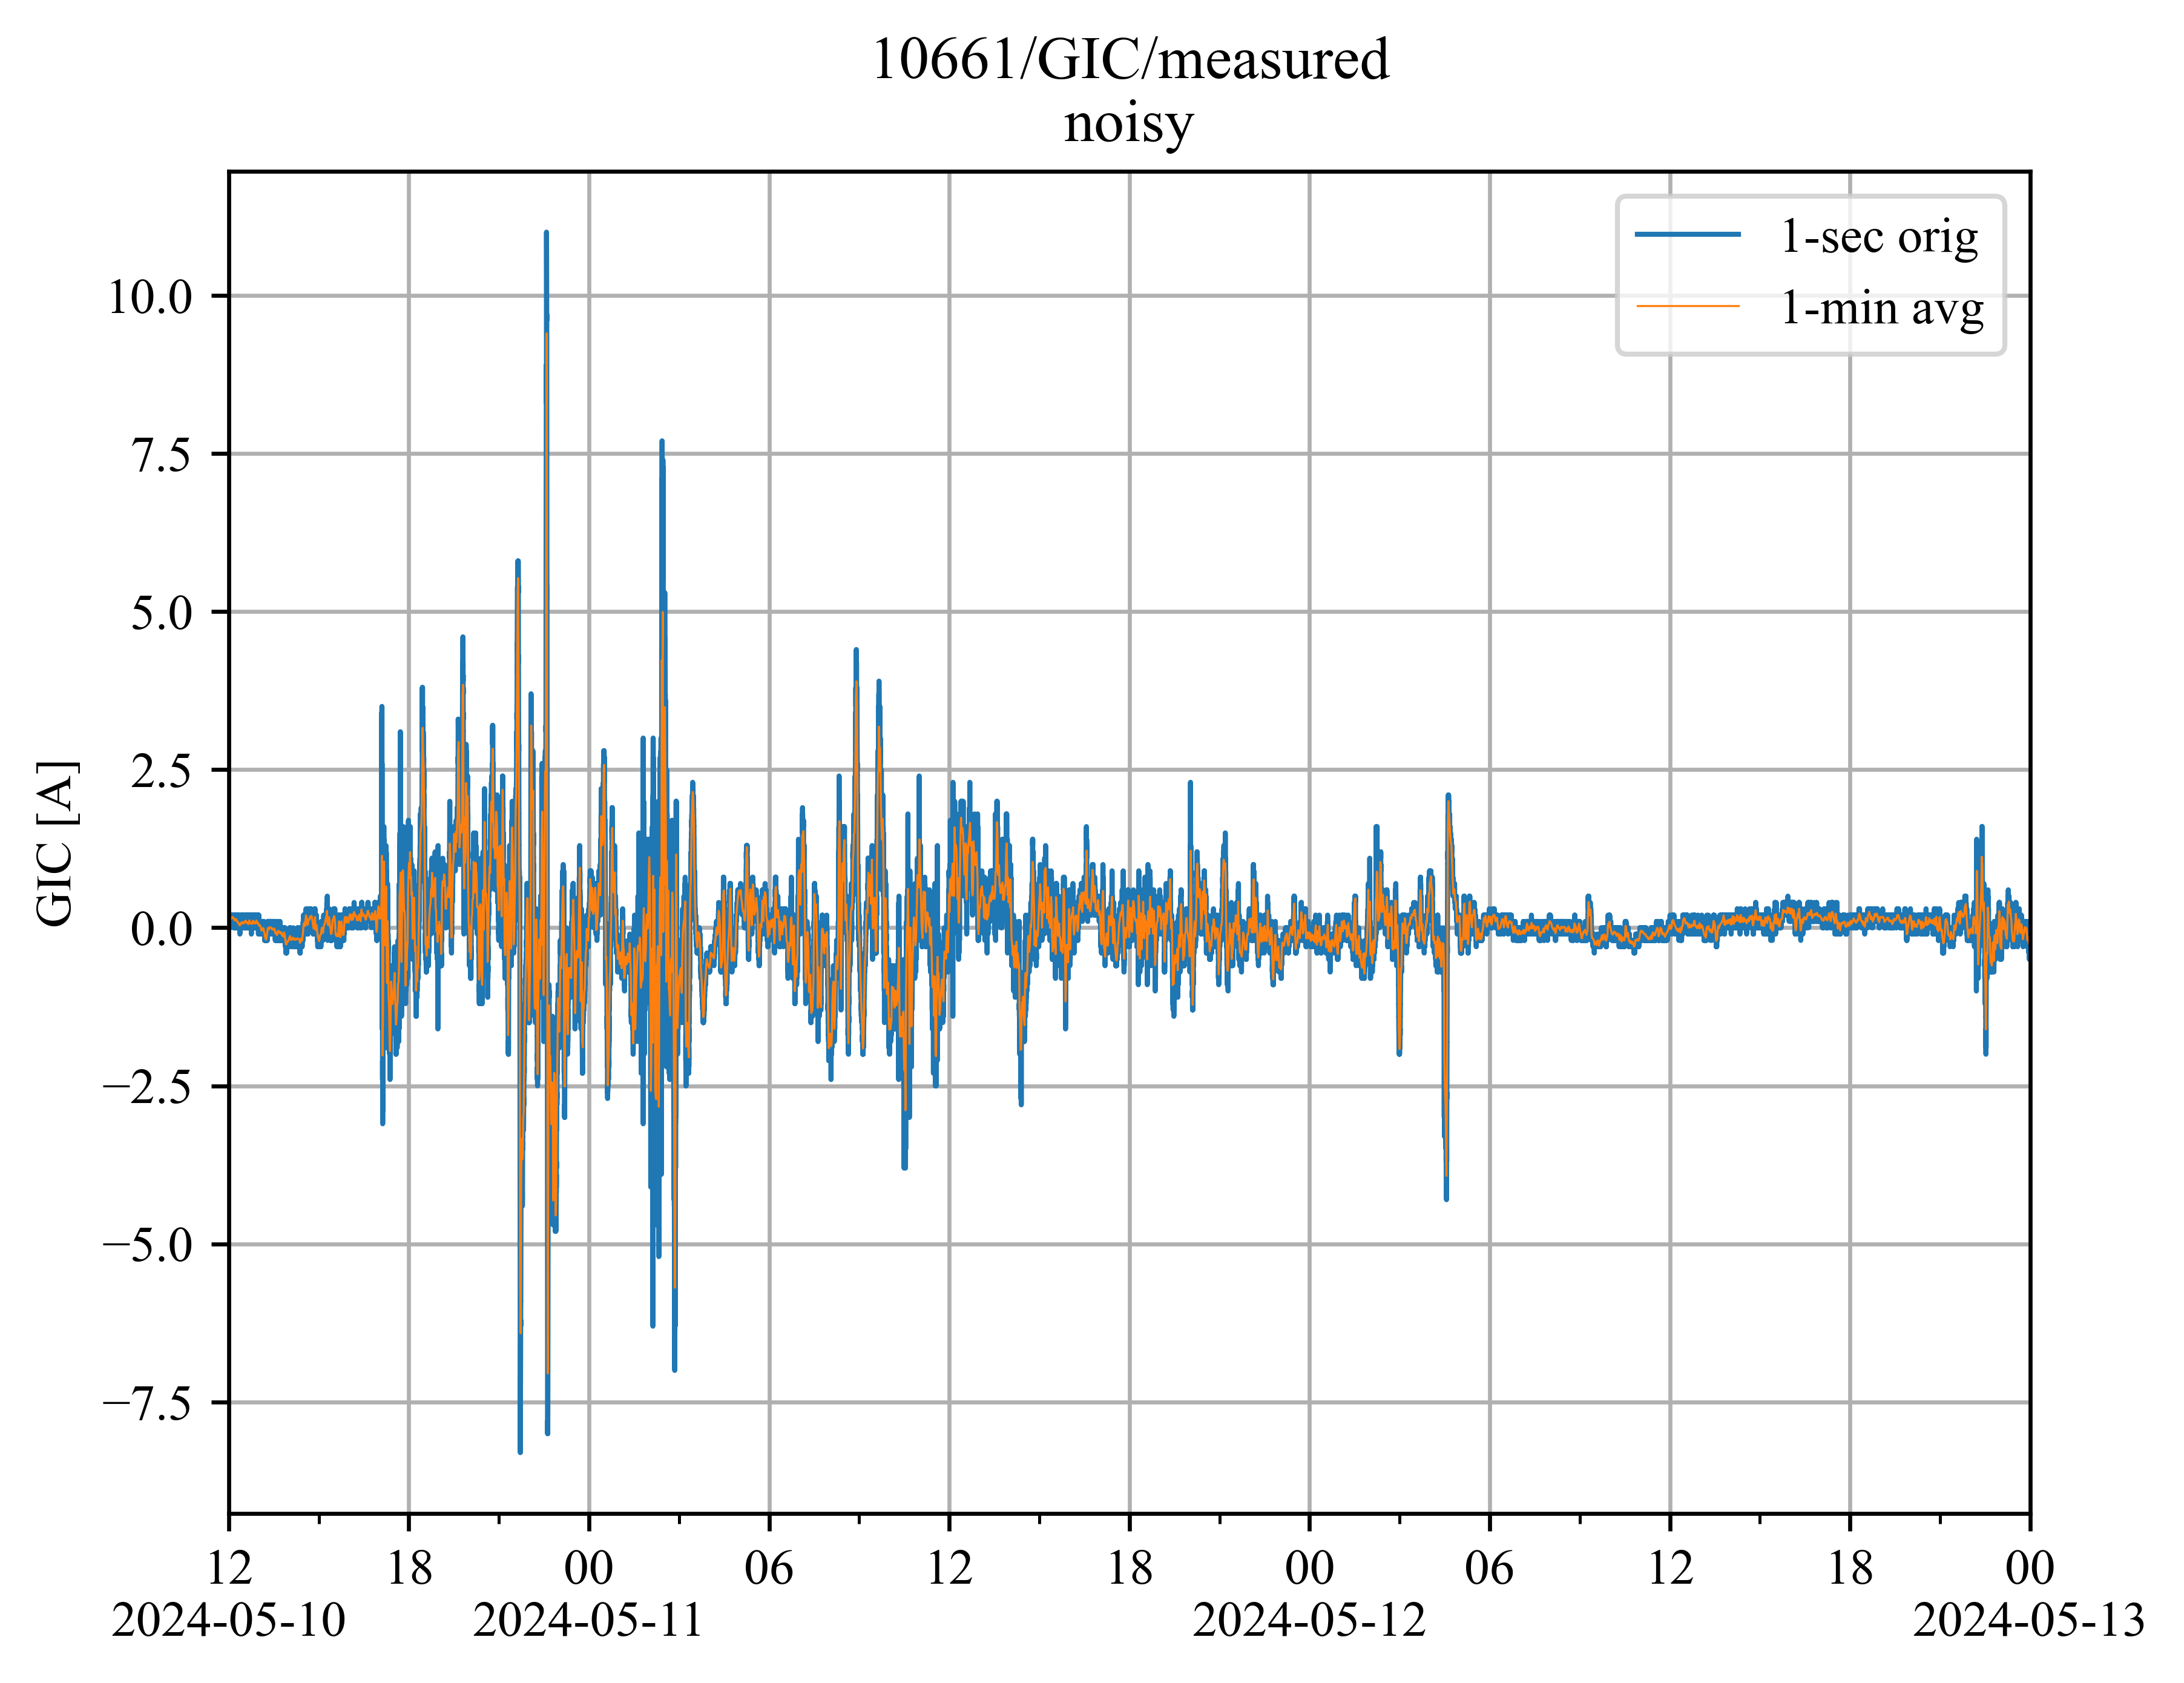 10661/GIC/measured
noisy
1-sec orig
1-min avg
GIC [A]
10.0
7.5
5.0
2.5
0.0
−2.5
−5.0
−7.5
12 18 00 06 12 18 00 06 12 18 00
2024-05-10 2024-05-11 2024-05-12 2024-05-13